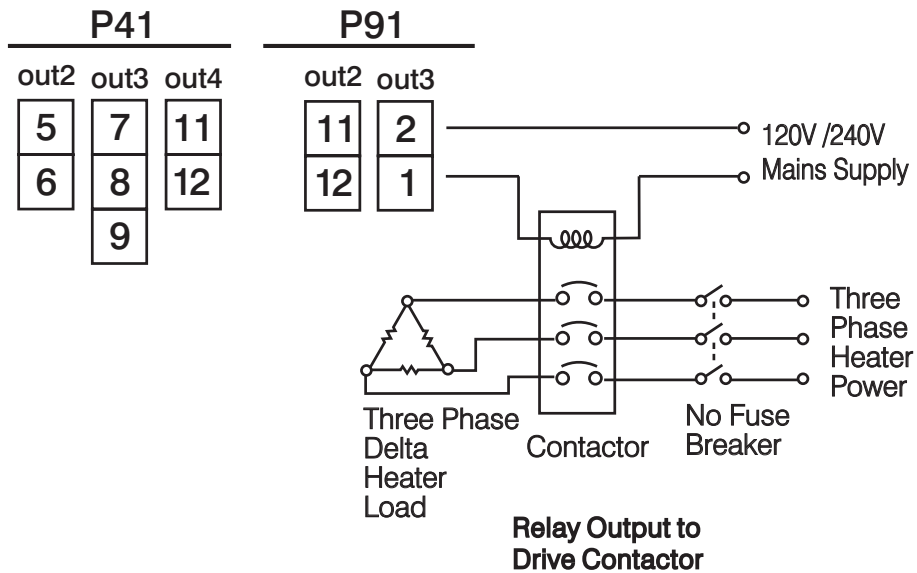 P41 P91
out2 out3 out4 out2 out3
5 7 11 11 2
6 8 12 12 1
9
120V /240V
Mains Supply
Three
Phase
Heater
Power
Three Phase
Delta
Heater
Load
Contactor
No Fuse
Breaker
Relay Output to
Drive Contactor